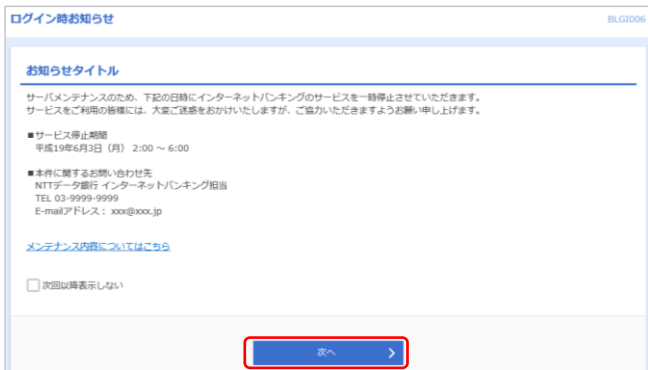 ログイン時お知らせ
BLGI006
お知らせタイトル
サーバメンテナンスのため、下記の日時にインターネットバンキングのサービスを一時停止させていただきます。
サービスをご利用の皆様には、大変ご迷惑をおかけいたしますが、ご協力いただきますようお願い申し上げます。
■サービス停止期間
平成19年6月3日（月） 2:00 ～ 6:00
■本件に関するお問い合わせ先
NTTデータ銀行 インターネットバンキング担当
TEL 03-9999-9999
E-mailアドレス： xxx@xxx.jp
メンテナンス内容についてはこちら
次回以降表示しない
次へ